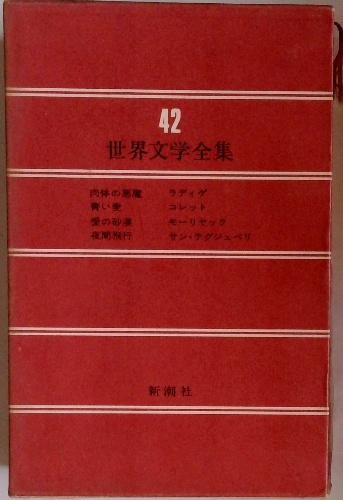 42
世界文学全集
肉体の悪魔 ラディゲ
青い麦 コレット
愛の砂漠 モーリヤック
夜間飛行 サン・テグジュペリ
新潮社